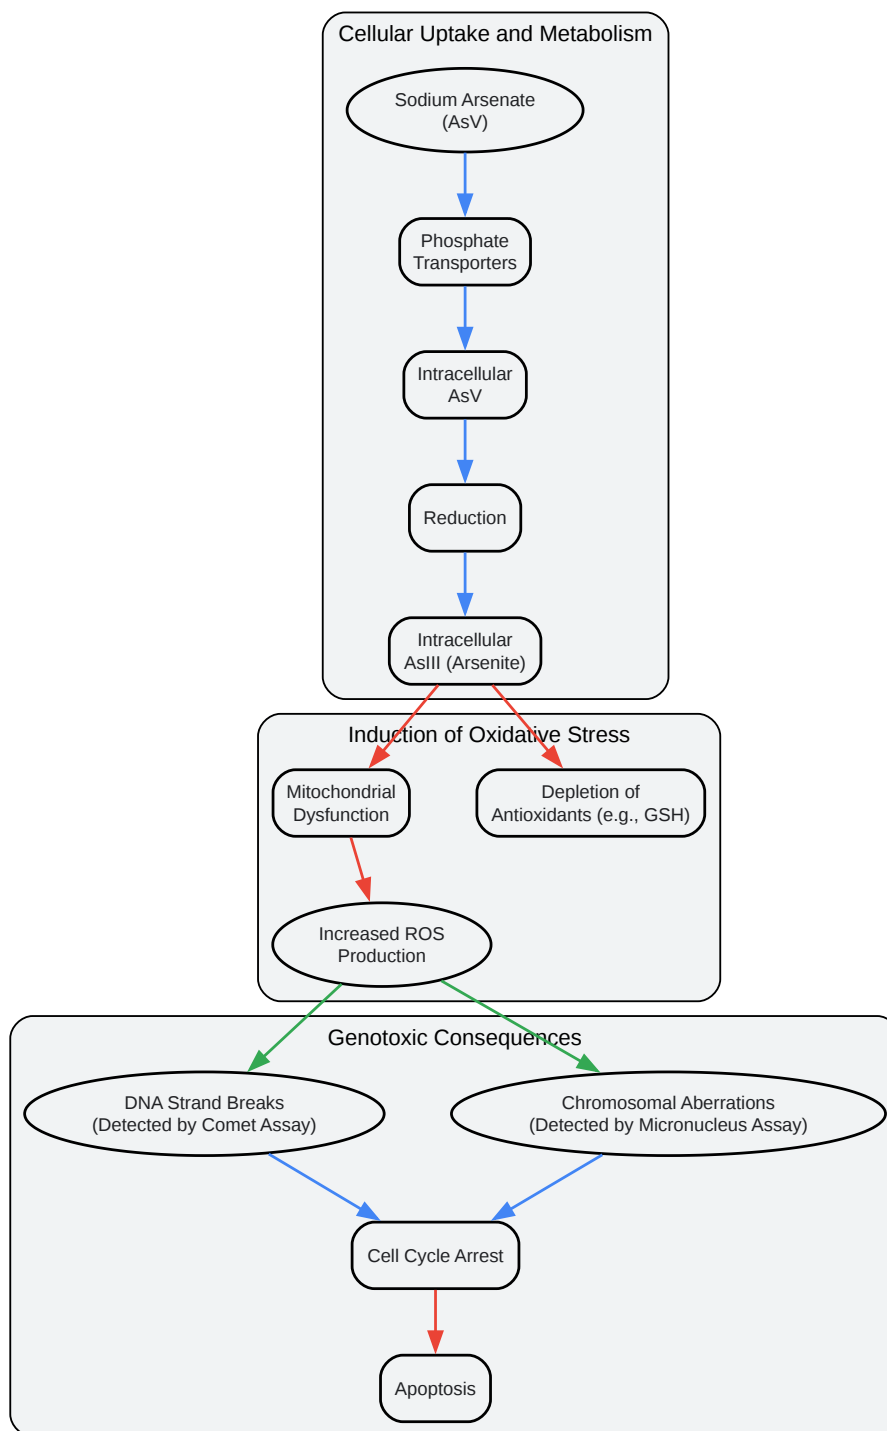 Cellular Uptake and Metabolism
Sodium Arsenate
(AsV)
Phosphate
Transporters
Intracellular
AsV
Reduction
Intracellular
AsIII (Arsenite)
Induction of Oxidative Stress
Mitochondrial
Dysfunction
Depletion of
Antioxidants (e.g., GSH)
Increased ROS
Production
Genotoxic Consequences
DNA Strand Breaks
(Detected by Comet Assay)
Chromosomal Aberrations
(Detected by Micronucleus Assay)
Cell Cycle Arrest
Apoptosis